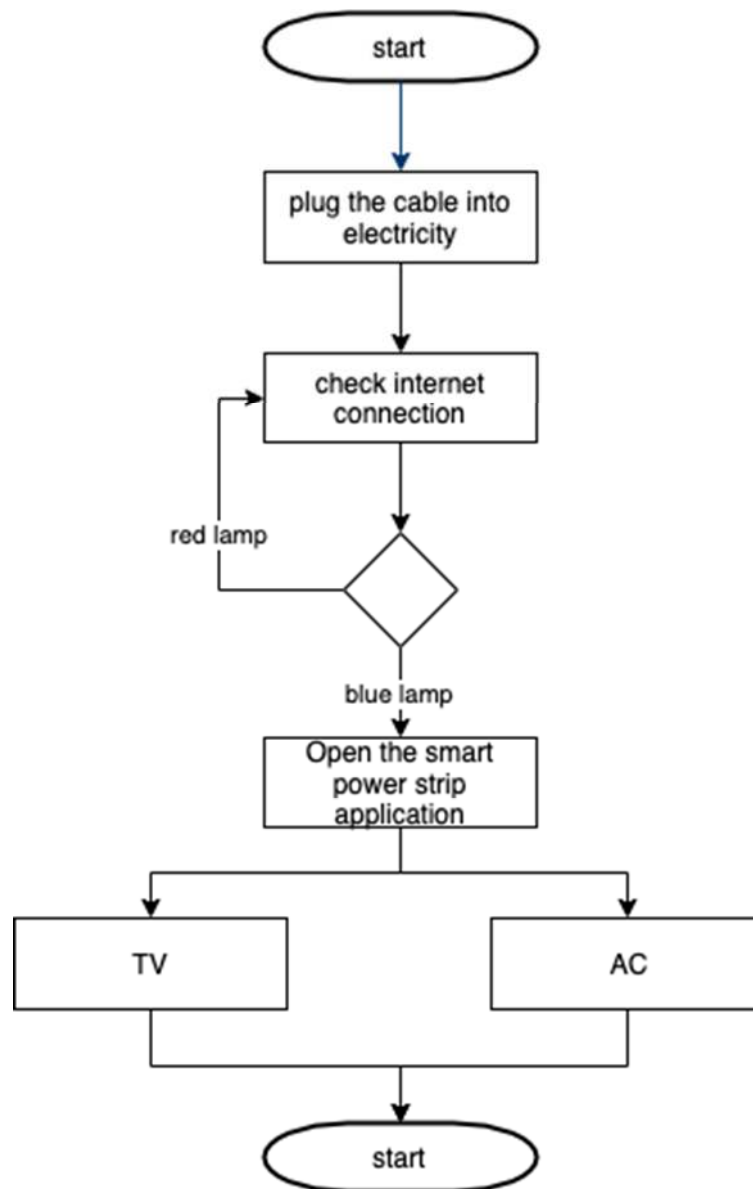 start
plug the cable into
electricity
check internet
connection
red lamp
blue lamp
Open the smart
power strip
application
TV
AC
start